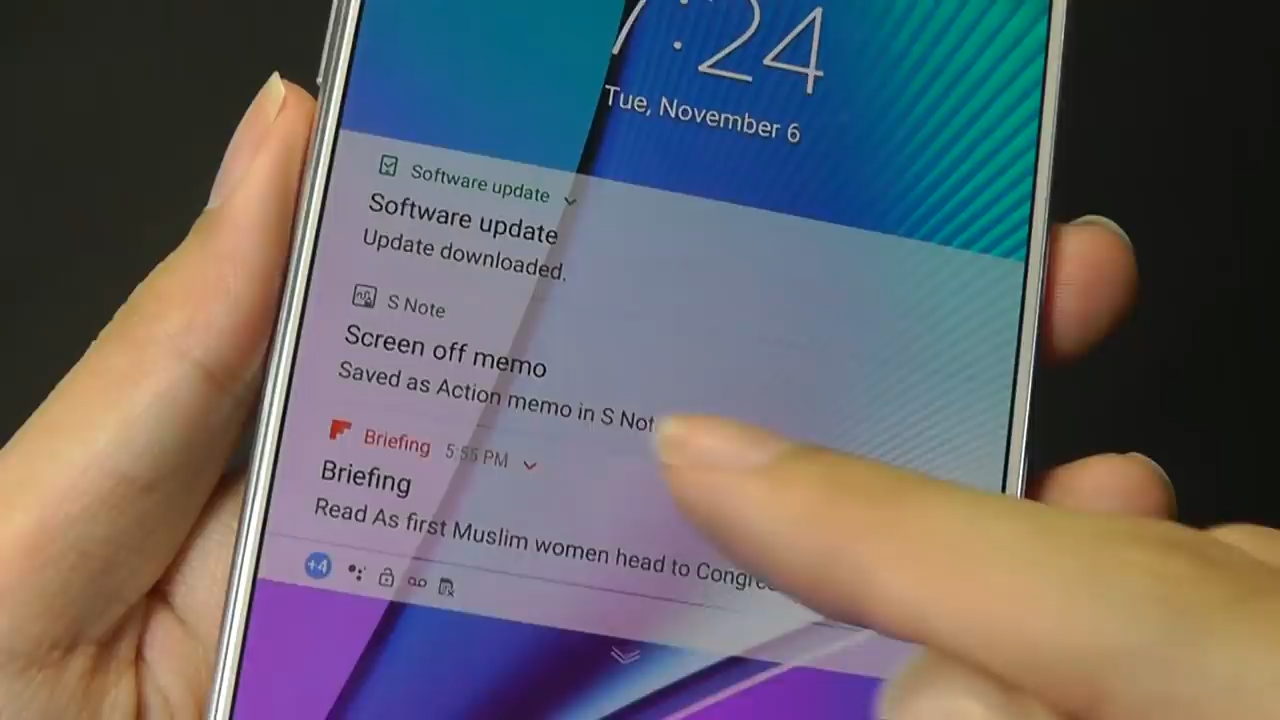 7:24
Tue, November 6
Software update
Software update
Update downloaded.
S Note
Screen off memo
Saved as Action memo in S Not
Briefing 5:55 PM
Briefing
Read As first Muslim women head to Congre
+4